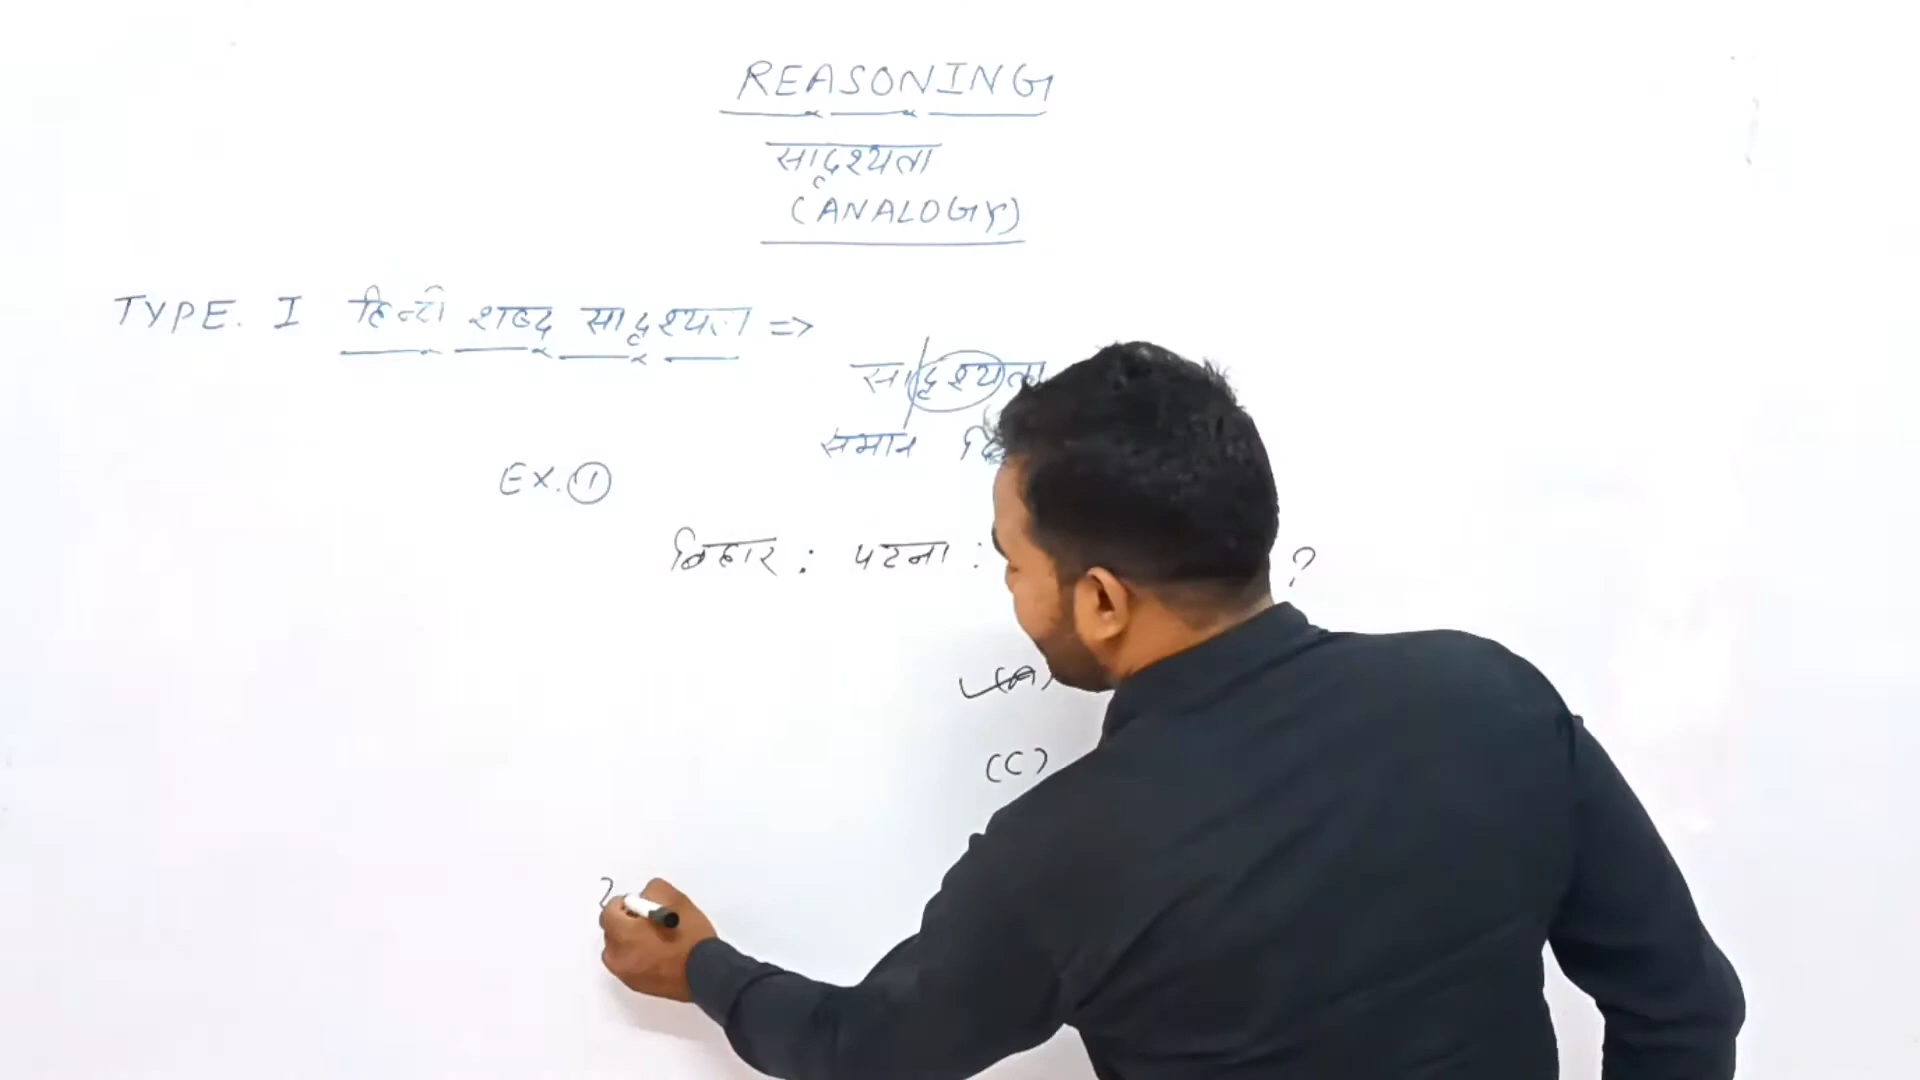 REASONING
सादृश्यता
(ANALOGY)
TYPE. I हिन्दी शब्द सादृश्यता =>
सादृश्यता
समान
EX. ①
बिहार : पटना : ?
(A)
(C)